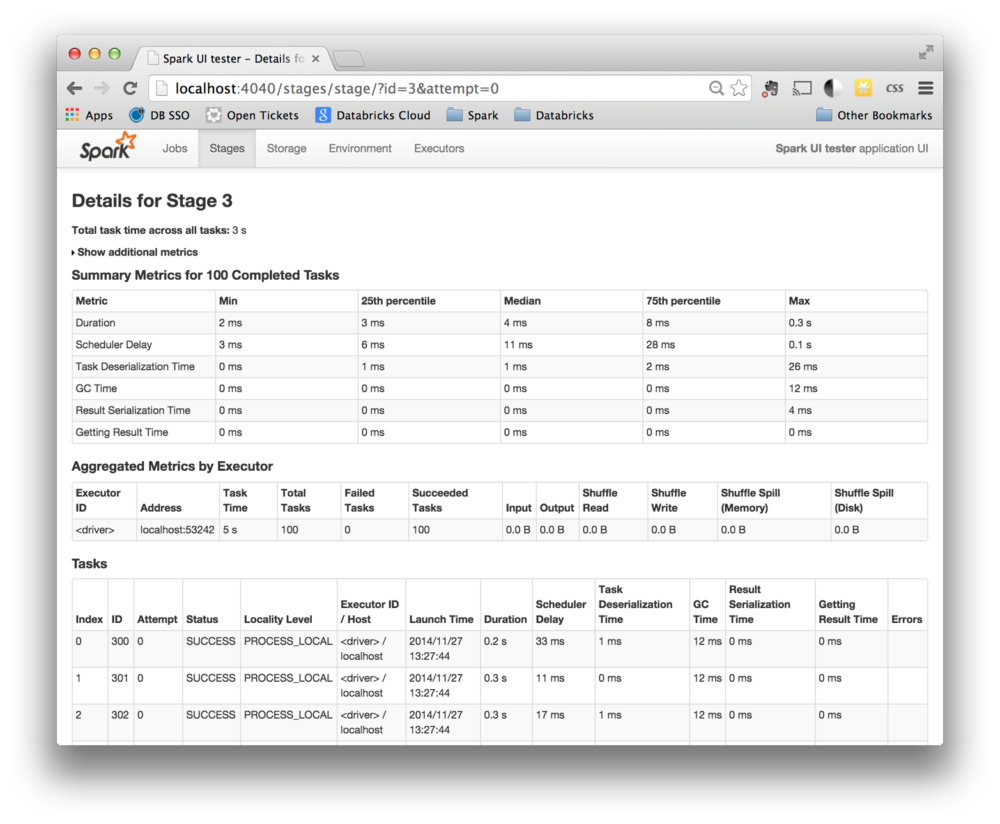 Spark UI tester – Details fo
localhost:4040/stages/stage/?id=3&attempt=0
css
Apps DB SSO Open Tickets Databricks Cloud Spark Databricks Other Bookmarks
Spark Jobs Stages Storage Environment Executors Spark UI tester application UI
Details for Stage 3
Total task time across all tasks: 3 s
Show additional metrics
Summary Metrics for 100 Completed Tasks
Metric Min 25th percentile Median 75th percentile Max
Duration 2 ms 3 ms 4 ms 8 ms 0.3 s
Scheduler Delay 3 ms 6 ms 11 ms 28 ms 0.1 s
Task Deserialization Time 0 ms 1 ms 1 ms 2 ms 26 ms
GC Time 0 ms 0 ms 0 ms 0 ms 12 ms
Result Serialization Time 0 ms 0 ms 0 ms 0 ms 4 ms
Getting Result Time 0 ms 0 ms 0 ms 0 ms 0 ms
Aggregated Metrics by Executor
Executor ID Address Task Time Total Tasks Failed Tasks Succeeded Tasks Input Output Shuffle Read Shuffle Write Shuffle Spill (Memory) Shuffle Spill (Disk)
<driver> localhost:53242 5 s 100 0 100 0.0 B 0.0 B 0.0 B 0.0 B 0.0 B 0.0 B
Tasks
Index ID Attempt Status Locality Level Executor ID / Host Launch Time Duration Scheduler Delay Task Deserialization Time GC Time Result Serialization Time Getting Result Time Errors
0 300 0 SUCCESS PROCESS_LOCAL <driver> / localhost 2014/11/27 13:27:44 0.2 s 33 ms 1 ms 12 ms 0 ms 0 ms
1 301 0 SUCCESS PROCESS_LOCAL <driver> / localhost 2014/11/27 13:27:44 0.3 s 11 ms 0 ms 12 ms 0 ms 0 ms
2 302 0 SUCCESS PROCESS_LOCAL <driver> / localhost 2014/11/27 13:27:44 0.3 s 17 ms 1 ms 12 ms 0 ms 0 ms